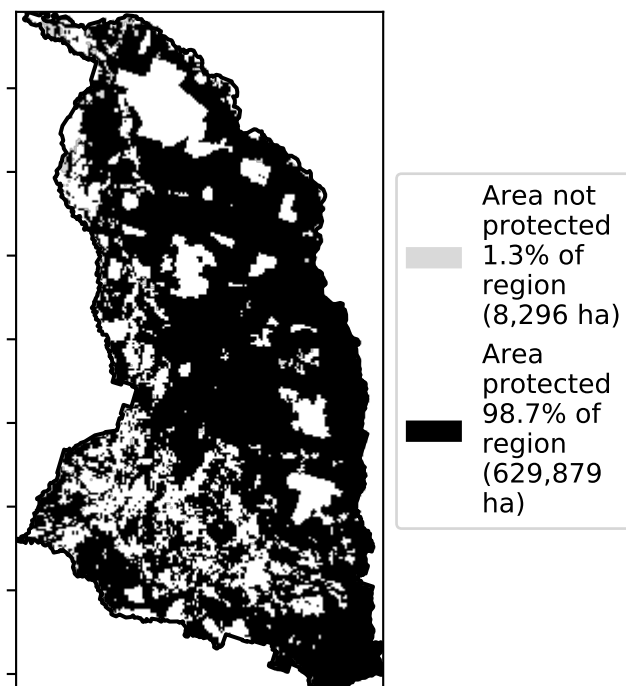 Area not
protected
1.3% of
region
(8,296 ha)
Area
protected
98.7% of
region
(629,879
ha)